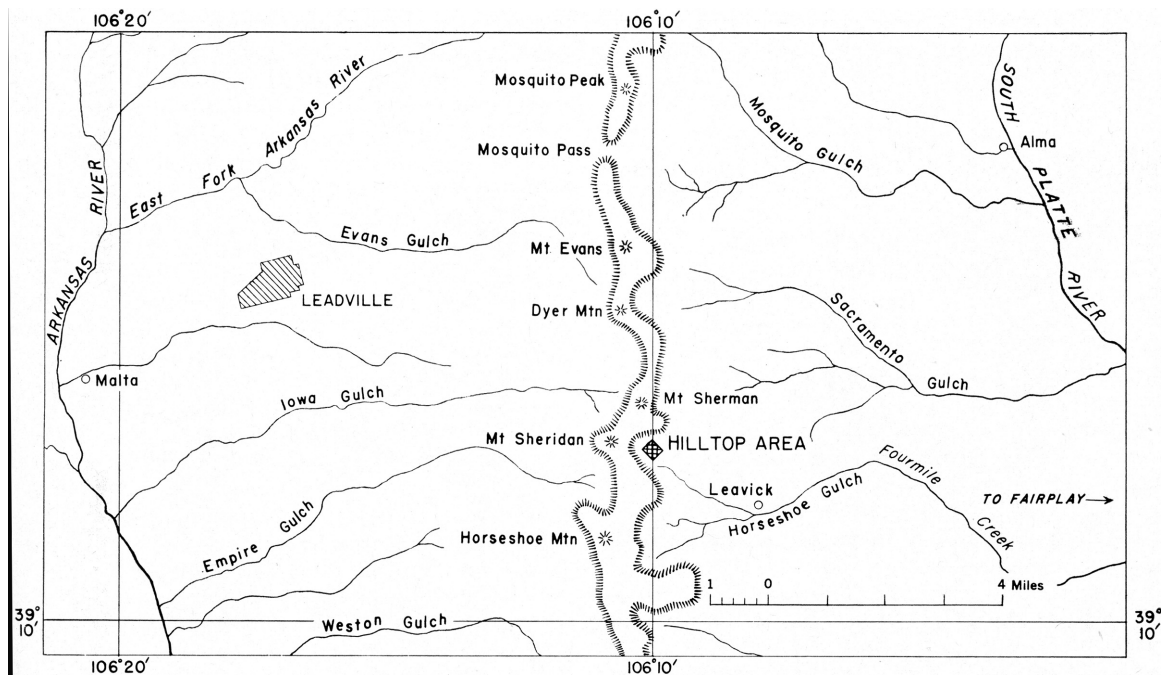 106°20′
106°10′
Mosquito Peak
Mosquito Pass
Mosquito Gulch
SOUTH PLATTE RIVER
Alma
ARKANSAS RIVER
East Fork Arkansas River
Evans Gulch
Mt Evans
LEADVILLE
Dyer Mtn
Sacramento Gulch
Malta
Iowa Gulch
Mt Sherman
Mt Sheridan
HILLTOP AREA
Fourmile Creek
Leavick
Horseshoe Gulch
TO FAIRPLAY
Empire Gulch
Horseshoe Mtn
1 0 4 Miles
39°
10′
Weston Gulch
39°
10′
106°20′
106°10′